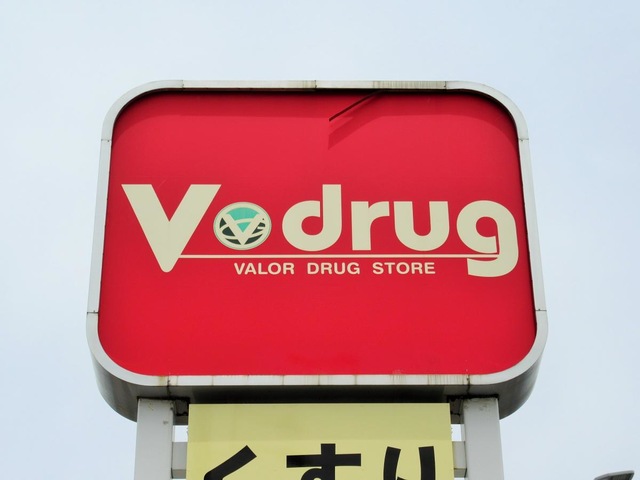 V drug
VALOR DRUG STORE
くすり